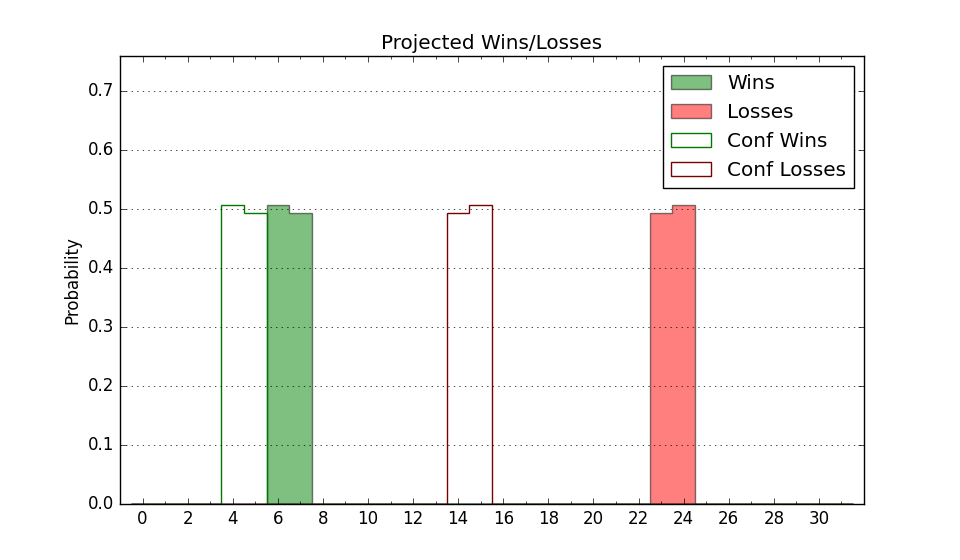 Projected Wins/Losses
Wins
Losses
Conf Wins
Conf Losses
Probability
0.7
0.6
0.5
0.4
0.3
0.2
0.1
0.0
0 2 4 6 8 10 12 14 16 18 20 22 24 26 28 30